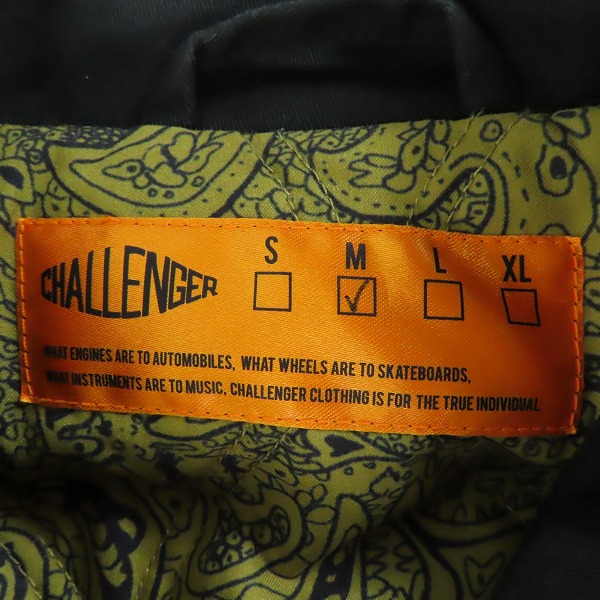 CHALLENGER
S M L XL
WHAT ENGINES ARE TO AUTOMOBILES, WHAT WHEELS ARE TO SKATEBOARDS,
WHAT INSTRUMENTS ARE TO MUSIC, CHALLENGER CLOTHING IS FOR THE TRUE INDIVIDUAL.